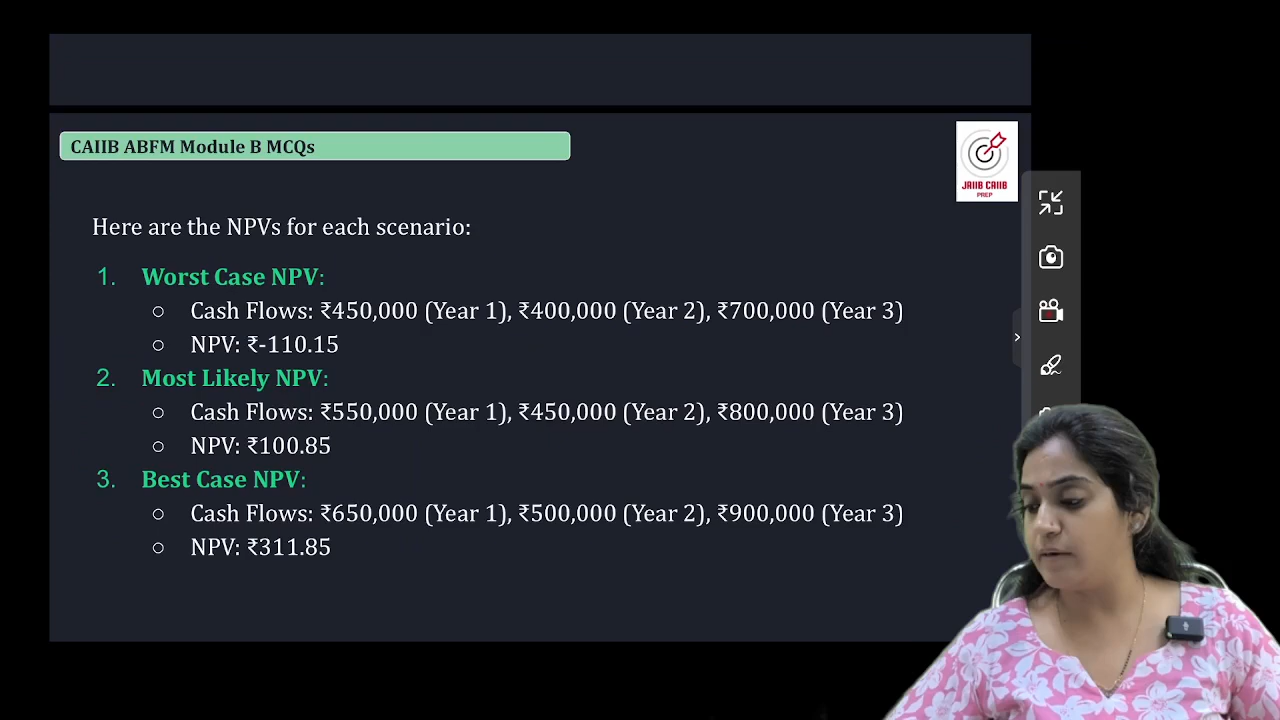 CAIIB ABFM Module B MCQs
JAIIB CAIIB
PREP
Here are the NPVs for each scenario:
1. Worst Case NPV:
○ Cash Flows: ₹450,000 (Year 1), ₹400,000 (Year 2), ₹700,000 (Year 3)
○ NPV: ₹-110.15
2. Most Likely NPV:
○ Cash Flows: ₹550,000 (Year 1), ₹450,000 (Year 2), ₹800,000 (Year 3)
○ NPV: ₹100.85
3. Best Case NPV:
○ Cash Flows: ₹650,000 (Year 1), ₹500,000 (Year 2), ₹900,000 (Year 3)
○ NPV: ₹311.85